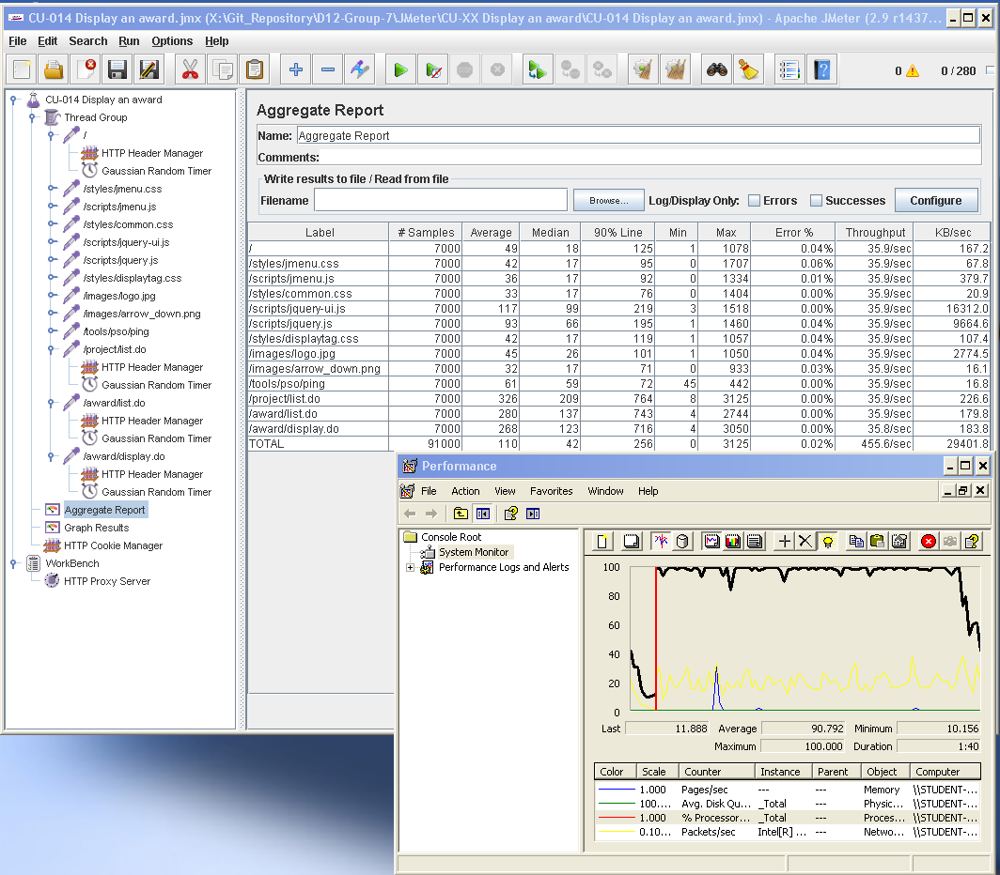 CU-014 Display an award.jmx (X:\Git_Repository\D12-Group-7\JMeter\CU-XX Display an award\CU-014 Display an award.jmx) - Apache JMeter (2.9 r1437...
File Edit Search Run Options Help
0 0 / 280
CU-014 Display an award
Thread Group
/
HTTP Header Manager
Gaussian Random Timer
/styles/jmenu.css
/scripts/jmenu.js
/styles/common.css
/scripts/jquery-ui.js
/scripts/jquery.js
/styles/displaytag.css
/images/logo.jpg
/images/arrow_down.png
/tools/pso/ping
/project/list.do
HTTP Header Manager
Gaussian Random Timer
/award/list.do
HTTP Header Manager
Gaussian Random Timer
/award/display.do
HTTP Header Manager
Gaussian Random Timer
Aggregate Report
Graph Results
HTTP Cookie Manager
WorkBench
HTTP Proxy Server
Aggregate Report
Name: Aggregate Report
Comments:
Write results to file / Read from file
Filename Browse... Log/Display Only: Errors Successes Configure
Label # Samples Average Median 90% Line Min Max Error % Throughput KB/sec
/ 7000 49 18 125 1 1078 0.04% 35.9/sec 167.2
/styles/jmenu.css 7000 42 17 95 0 1707 0.06% 35.9/sec 67.8
/scripts/jmenu.js 7000 36 17 92 0 1334 0.01% 35.9/sec 379.7
/styles/common.css 7000 33 17 76 0 1404 0.00% 35.9/sec 20.9
/scripts/jquery-ui.js 7000 117 99 219 3 1518 0.00% 35.9/sec 16312.0
/scripts/jquery.js 7000 93 66 195 1 1460 0.04% 35.9/sec 9664.6
/styles/displaytag.css 7000 42 17 119 1 1057 0.04% 35.9/sec 107.4
/images/logo.jpg 7000 45 26 101 1 1050 0.04% 35.9/sec 2774.5
/images/arrow_down.png 7000 32 17 71 0 933 0.03% 35.9/sec 16.1
/tools/pso/ping 7000 61 59 72 45 442 0.00% 35.9/sec 16.8
/project/list.do 7000 326 209 764 8 3125 0.00% 35.9/sec 226.6
/award/list.do 7000 280 137 743 4 2744 0.00% 35.9/sec 179.8
/award/display.do 7000 268 123 716 4 3050 0.00% 35.9/sec 183.8
TOTAL 91000 110 42 256 0 3125 0.02% 455.6/sec 29401.8
Performance
File Action View Favorites Window Help
Console Root
System Monitor
Performance Logs and Alerts
100
80
60
40
20
0
Last 11.888 Average 90.792 Minimum 10.156
Maximum 100.000 Duration 1:40
Color Scale Counter Instance Parent Object Computer
1.000 Pages/sec --- --- Memory \\STUDENT-...
100.... Avg. Disk Qu... _Total --- Physic... \\STUDENT-...
1.000 % Processor... _Total --- Proces... \\STUDENT-...
0.10... Packets/sec Intel[R] ... --- Netwo... \\STUDENT-...